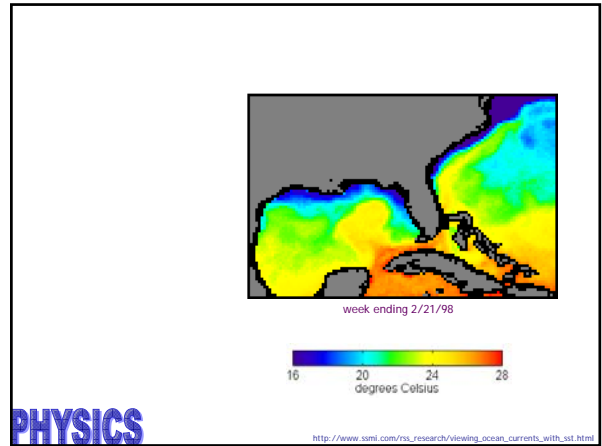 week ending 2/21/98
16 20 24 28
degrees Celsius
PHYSICS
http://www.ssmi.com/rss_research/viewing_ocean_currents_with_sst.html